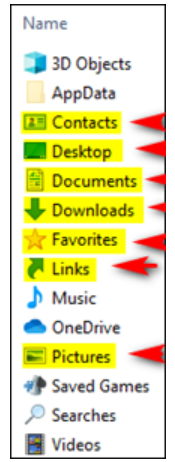 Name
3D Objects
AppData
Contacts
Desktop
Documents
Downloads
Favorites
Links
Music
OneDrive
Pictures
Saved Games
Searches
Videos